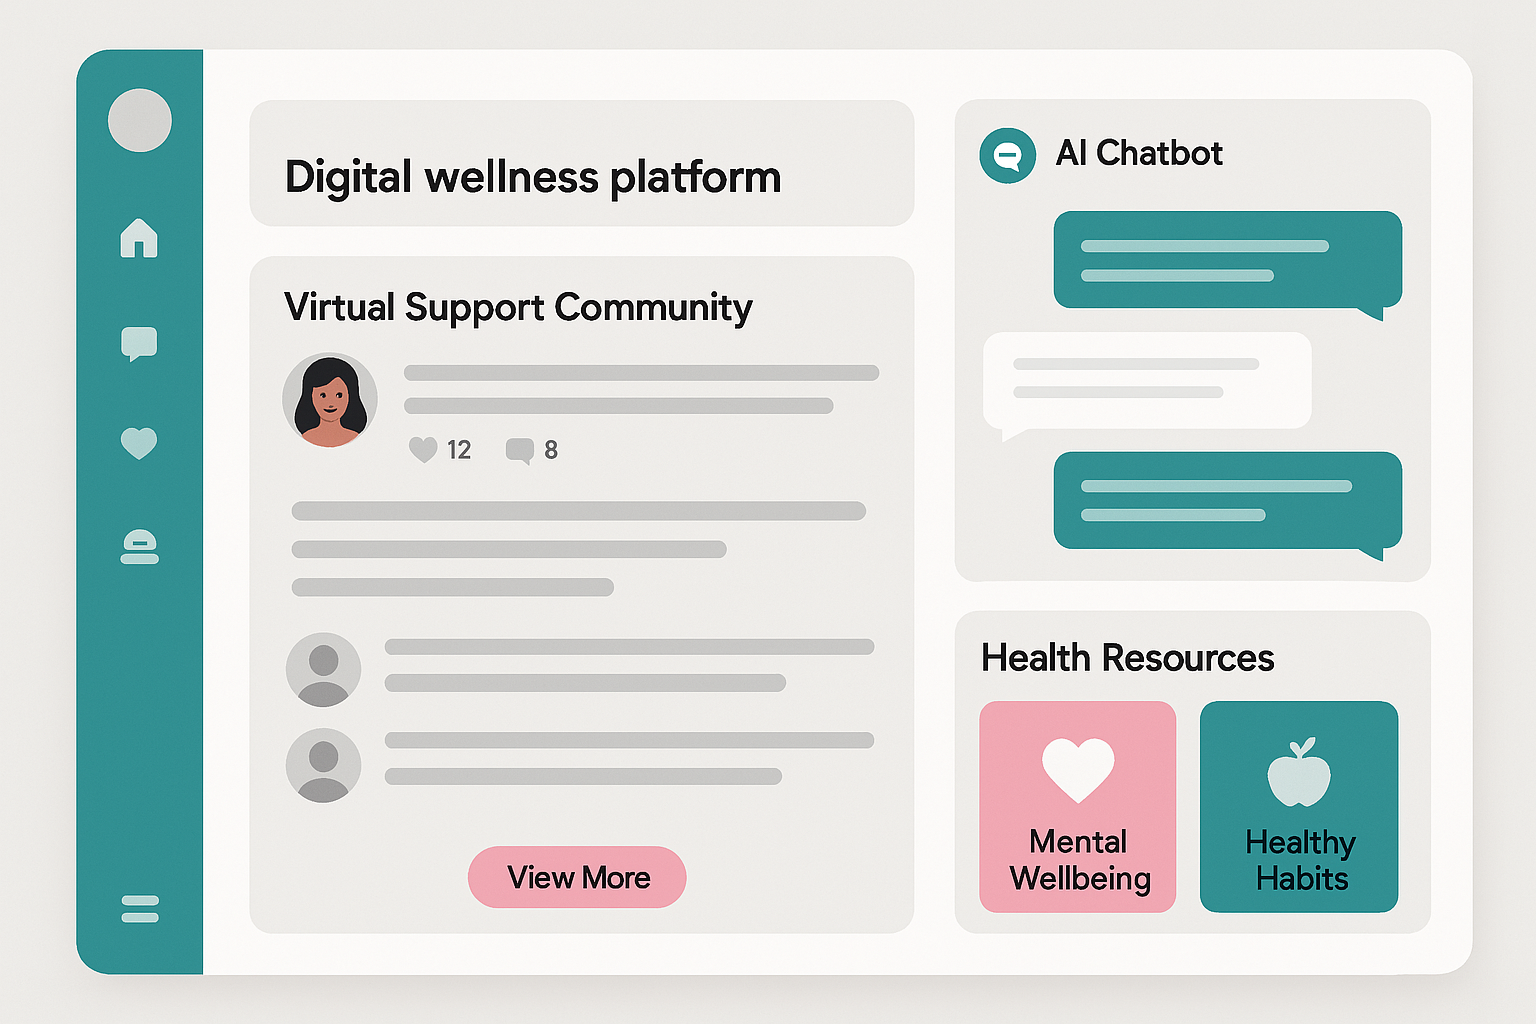 Digital wellness platform
Virtual Support Community
12 8
View More
AI Chatbot
Health Resources
Mental
Wellbeing
Healthy
Habits